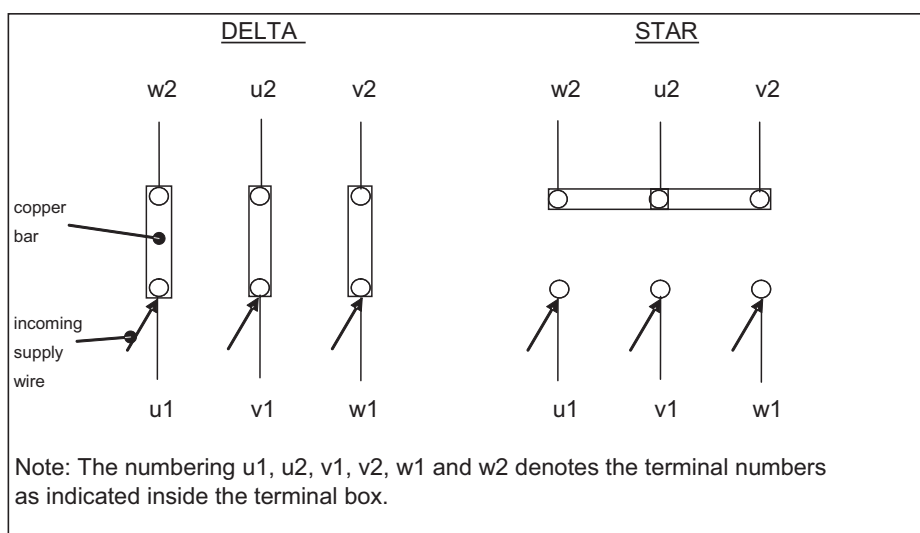 DELTA
STAR
w2 u2 v2
w2 u2 v2
copper
bar
incoming
supply
wire
u1 v1 w1
u1 v1 w1
Note: The numbering u1, u2, v1, v2, w1 and w2 denotes the terminal numbers
as indicated inside the terminal box.